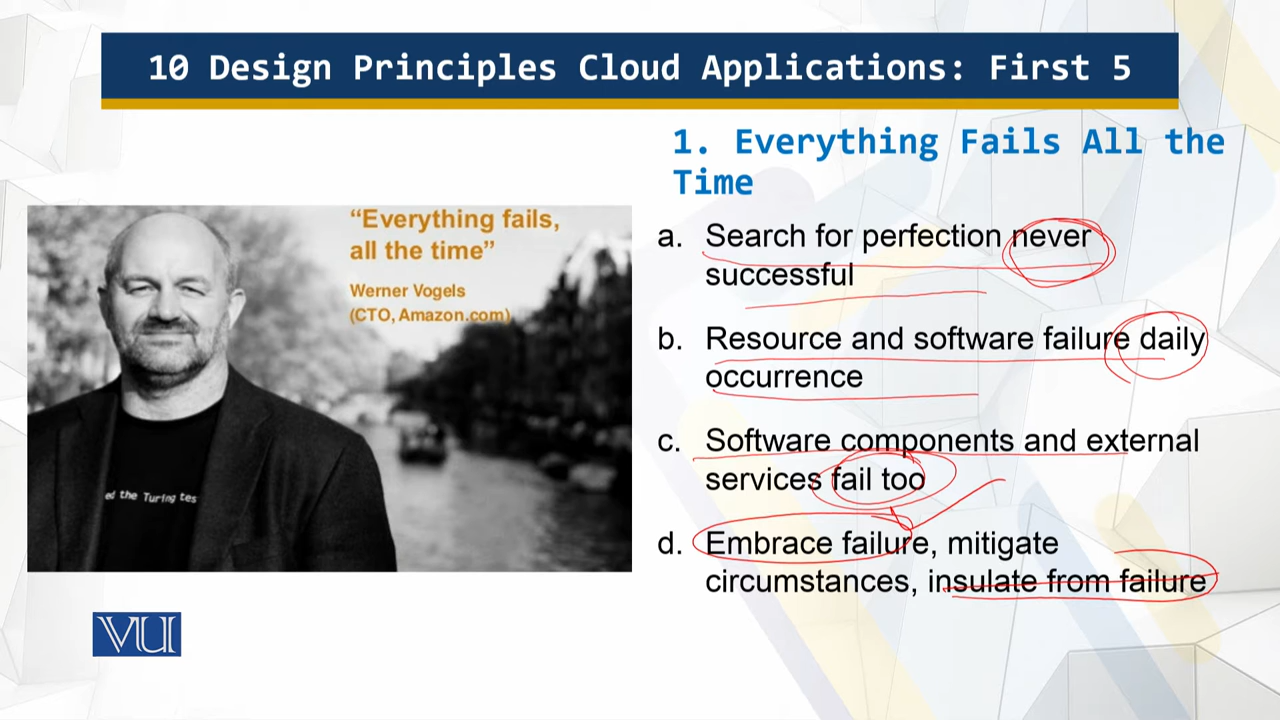 10 Design Principles Cloud Applications: First 5
1. Everything Fails All the
Time
"Everything fails,
all the time"
Werner Vogels
(CTO, Amazon.com)
ed the Turing tes
a. Search for perfection never
successful
b. Resource and software failure daily
occurrence
c. Software components and external
services fail too
d. Embrace failure, mitigate
circumstances, insulate from failure
VU